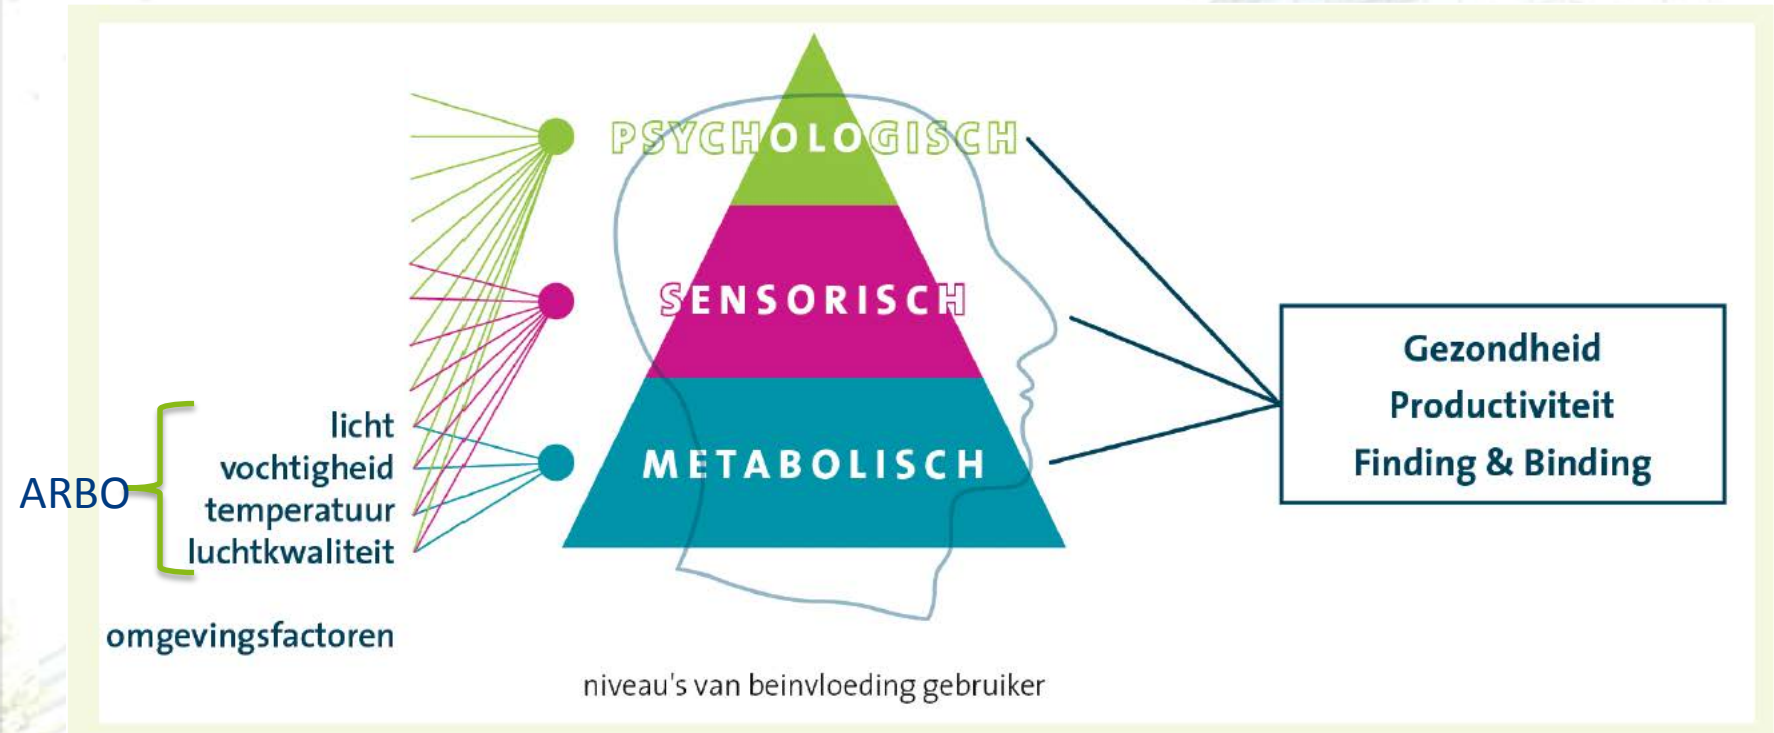 PSYCHOLOGISCH
SENSORISCH
METABOLISCH
ARBO
licht
vochtigheid
temperatuur
luchtkwaliteit
omgevingsfactoren
niveau's van beinvloeding gebruiker
Gezondheid
Productiviteit
Finding & Binding